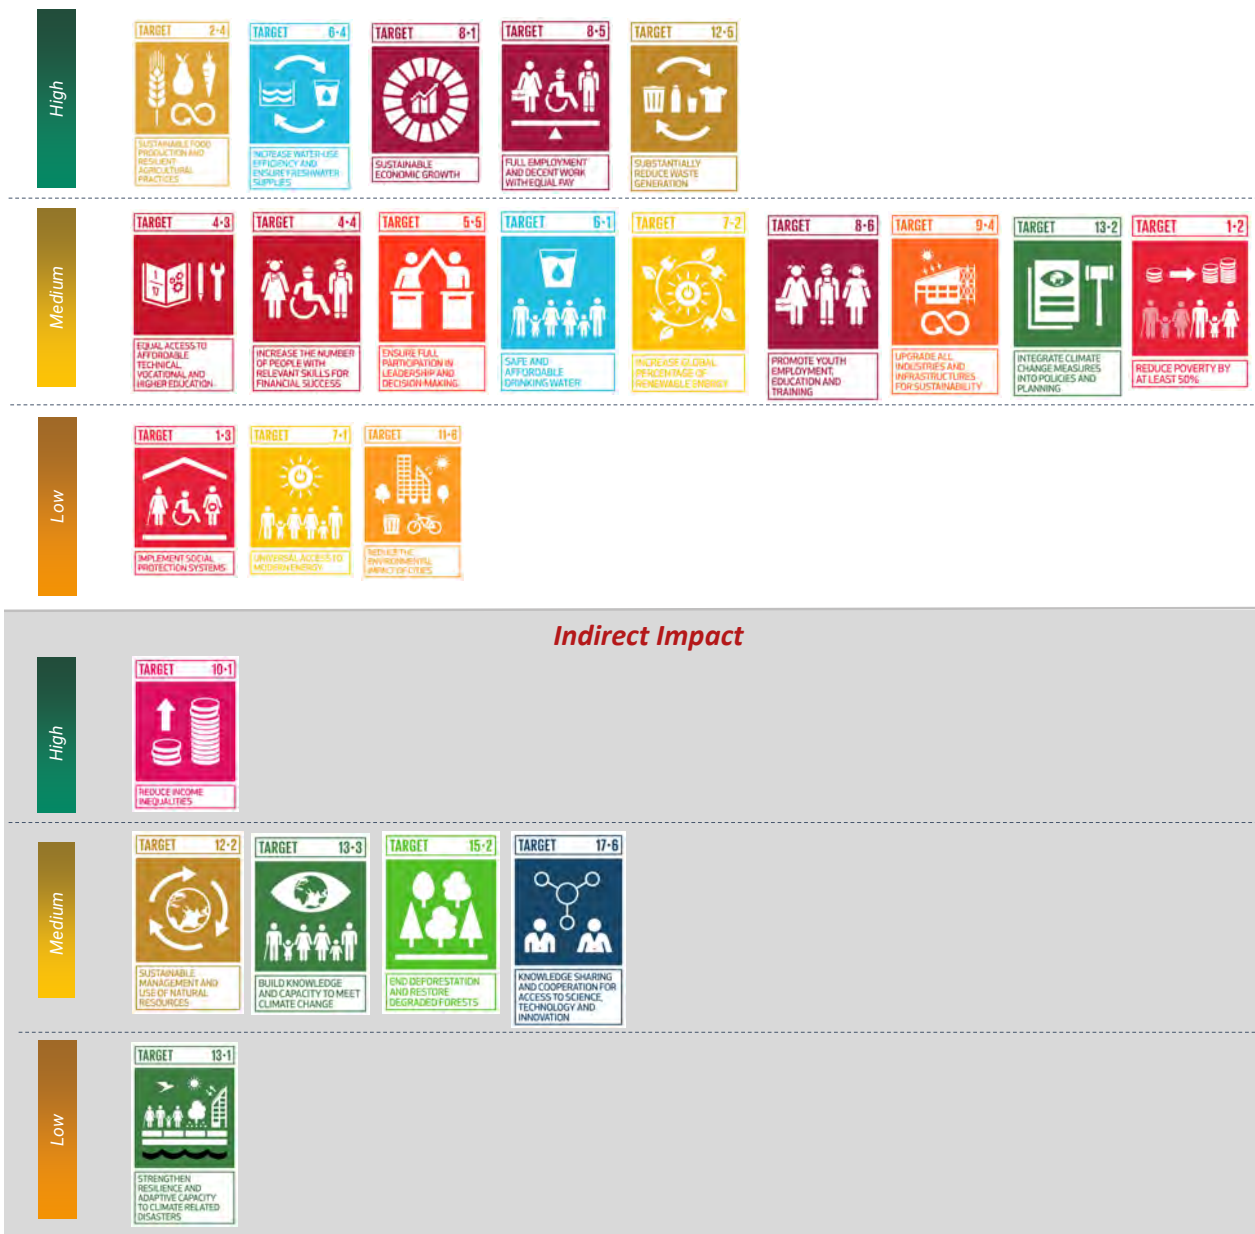 High
TARGET 2·4
SUSTAINABLE FOOD
PRODUCTION AND
RESILIENT
AGRICULTURAL
PRACTICES
TARGET 6·4
INCREASE WATER-USE
EFFICIENCY AND
ENSURE FRESHWATER
SUPPLIES
TARGET 8·1
SUSTAINABLE
ECONOMIC GROWTH
TARGET 8·5
FULL EMPLOYMENT
AND DECENT WORK
WITH EQUAL PAY
TARGET 12·5
SUBSTANTIALLY
REDUCE WASTE
GENERATION
Medium
TARGET 4·3
EQUAL ACCESS TO
AFFORDABLE
TECHNICAL,
VOCATIONAL AND
HIGHER EDUCATION
TARGET 4·4
INCREASE THE NUMBER
OF PEOPLE WITH
RELEVANT SKILLS FOR
FINANCIAL SUCCESS
TARGET 5·5
ENSURE FULL
PARTICIPATION IN
LEADERSHIP AND
DECISION-MAKING
TARGET 6·1
SAFE AND
AFFORDABLE
DRINKING WATER
TARGET 7·2
INCREASE GLOBAL
PERCENTAGE OF
RENEWABLE ENERGY
TARGET 8·6
PROMOTE YOUTH
EMPLOYMENT,
EDUCATION AND
TRAINING
TARGET 9·4
UPGRADE ALL
INDUSTRIES AND
INFRASTRUCTURES
FOR SUSTAINABILITY
TARGET 13·2
INTEGRATE CLIMATE
CHANGE MEASURES
INTO POLICIES AND
PLANNING
TARGET 1·2
REDUCE POVERTY BY
AT LEAST 50%
Low
TARGET 1·3
IMPLEMENT SOCIAL
PROTECTION SYSTEMS
TARGET 7·1
UNIVERSAL ACCESS TO
MODERN ENERGY
TARGET 11·6
REDUCE THE
ENVIRONMENTAL
IMPACT OF CITIES
Indirect Impact
High
TARGET 10·1
REDUCE INCOME
INEQUALITIES
Medium
TARGET 12·2
SUSTAINABLE
MANAGEMENT AND
USE OF NATURAL
RESOURCES
TARGET 13·3
BUILD KNOWLEDGE
AND CAPACITY TO MEET
CLIMATE CHANGE
TARGET 15·2
END DEFORESTATION
AND RESTORE
DEGRADED FORESTS
TARGET 17·6
KNOWLEDGE SHARING
AND COOPERATION FOR
ACCESS TO SCIENCE,
TECHNOLOGY AND
INNOVATION
Low
TARGET 13·1
STRENGTHEN
RESILIENCE AND
ADAPTIVE CAPACITY
TO CLIMATE RELATED
DISASTERS